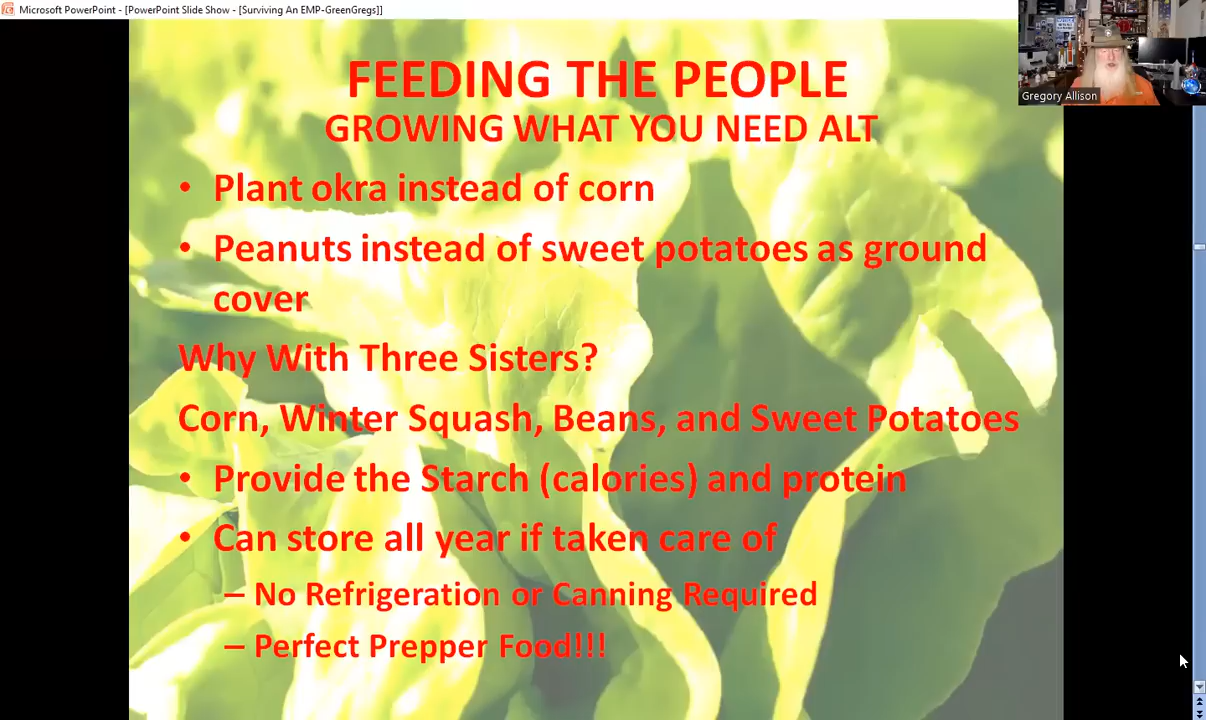 Microsoft PowerPoint - [PowerPoint Slide Show - [Surviving An EMP-GreenGregs]]
Gregory Allison
FEEDING THE PEOPLE
GROWING WHAT YOU NEED ALT
• Plant okra instead of corn
• Peanuts instead of sweet potatoes as ground
cover
Why With Three Sisters?
Corn, Winter Squash, Beans, and Sweet Potatoes
• Provide the Starch (calories) and protein
• Can store all year if taken care of
– No Refrigeration or Canning Required
– Perfect Prepper Food!!!